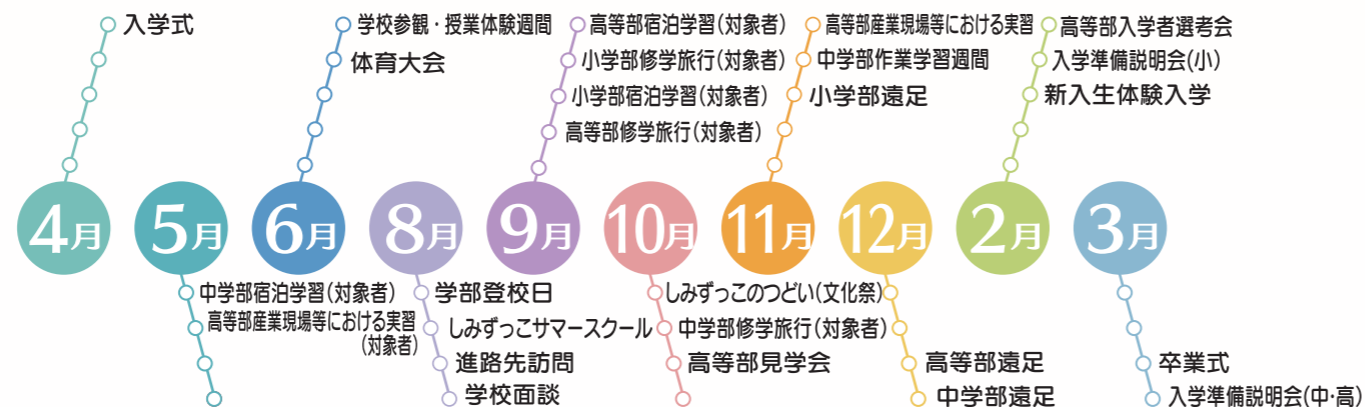 入学式
学校参観・授業体験週間
体育大会
高等部宿泊学習(対象者)
小学部修学旅行(対象者)
小学部宿泊学習(対象者)
高等部修学旅行(対象者)
高等部産業現場等における実習
中学部作業学習週間
小学部遠足
高等部入学者選考会
入学準備説明会(小)
新入生体験入学
4月
5月
6月
8月
9月
10月
11月
12月
2月
3月
中学部宿泊学習(対象者)
高等部産業現場等における実習
(対象者)
学部登校日
しみずっこサマースクール
進路先訪問
学校面談
しみずっこのつどい(文化祭)
中学部修学旅行(対象者)
高等部見学会
高等部遠足
中学部遠足
卒業式
入学準備説明会(中・高)